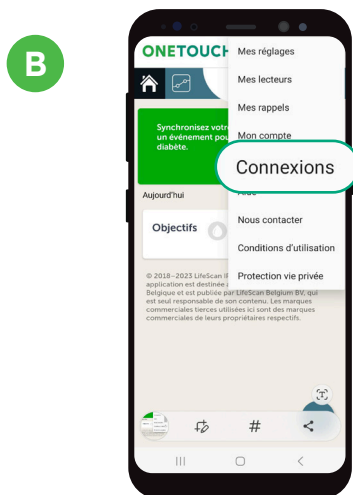 B
ONETOUCH
Mes réglages
Mes lecteurs
Mes rappels
Mon compte
Connexions
Nous contacter
Conditions d'utilisation
Protection vie privée
Synchronisez votr
un événement pou
diabète.
Aujourd'hui
Objectifs
© 2018–2023 LifeScan IP
application est destinée
Belgique et est publiée par LifeScan Belgium BV, qui
est seul responsable de son contenu. Les marques
commerciales tierces utilisées ici sont des marques
commerciales de leurs propriétaires respectifs.
#